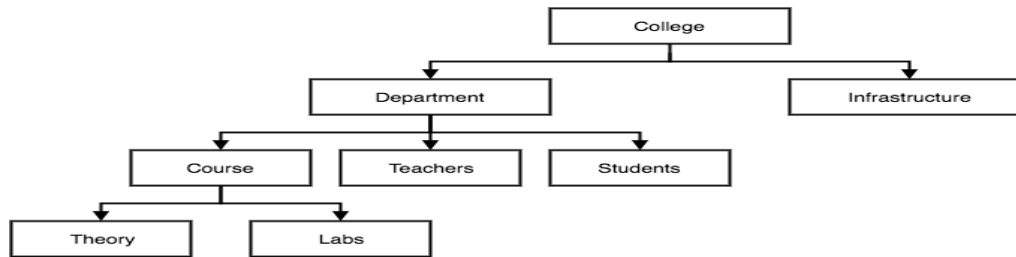 College
Department
Infrastructure
Course
Teachers
Students
Theory
Labs